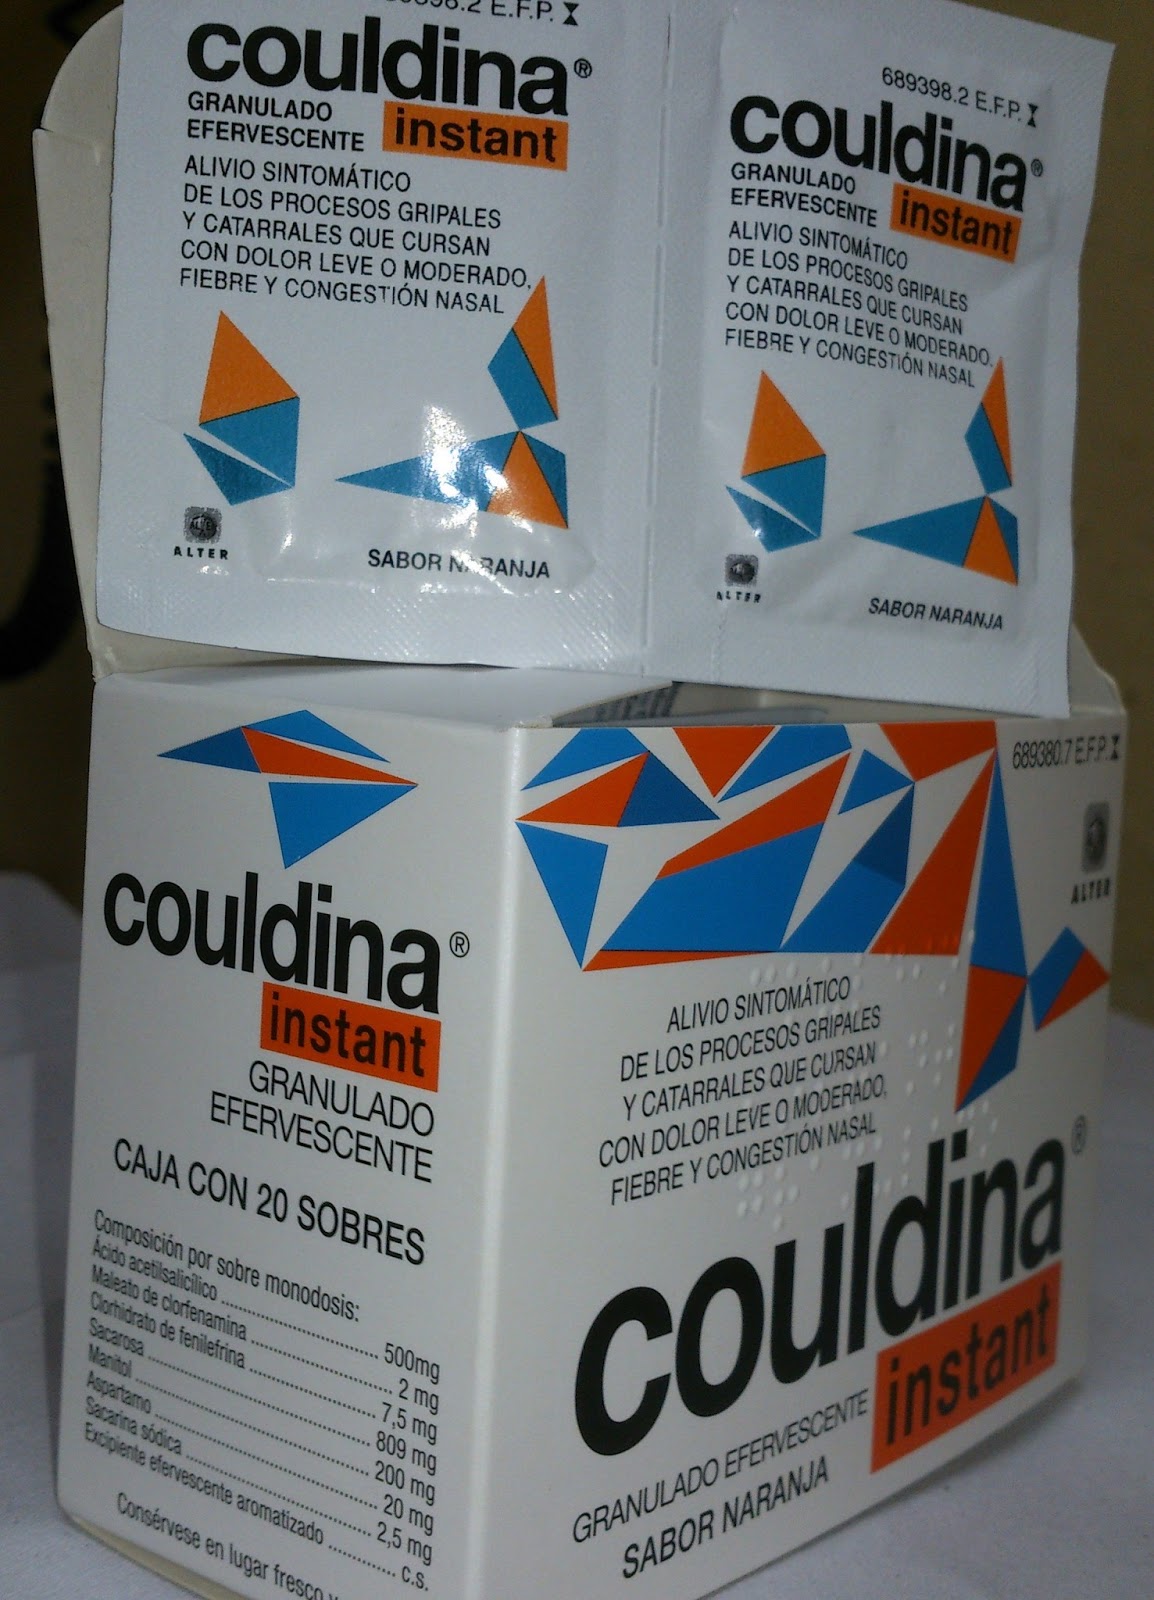 couldina®
GRANULADO
EFERVESCENTE instant
ALIVIO SINTOMÁTICO
DE LOS PROCESOS GRIPALES
Y CATARRALES QUE CURSAN
CON DOLOR LEVE O MODERADO,
FIEBRE Y CONGESTIÓN NASAL
ALTER
SABOR NARANJA
689398.2 E.F.P.
couldina®
GRANULADO
EFERVESCENTE instant
ALIVIO SINTOMÁTICO
DE LOS PROCESOS GRIPALES
Y CATARRALES QUE CURSAN
CON DOLOR LEVE O MODERADO,
FIEBRE Y CONGESTIÓN NASAL
ALTER
SABOR NARANJA
couldina®
instant
GRANULADO
EFERVESCENTE
CAJA CON 20 SOBRES
Composición por sobre monodosis:
Ácido acetilsalicílico ........ 500mg
Maleato de clorfenamina ........ 2 mg
Clorhidrato de fenilefrina ........ 7,5 mg
Sacarosa ........ 809 mg
Manitol ........ 200 mg
Aspartamo ........ 20 mg
Sacarina sódica ........ 2,5 mg
Excipiente efervescente aromatizado ........ c.s.
Consérvese en lugar fresco y
689380.7 E.F.P.
ALTER
ALIVIO SINTOMÁTICO
DE LOS PROCESOS GRIPALES
Y CATARRALES QUE CURSAN
CON DOLOR LEVE O MODERADO,
FIEBRE Y CONGESTIÓN NASAL
couldina®
instant
GRANULADO EFERVESCENTE
SABOR NARANJA